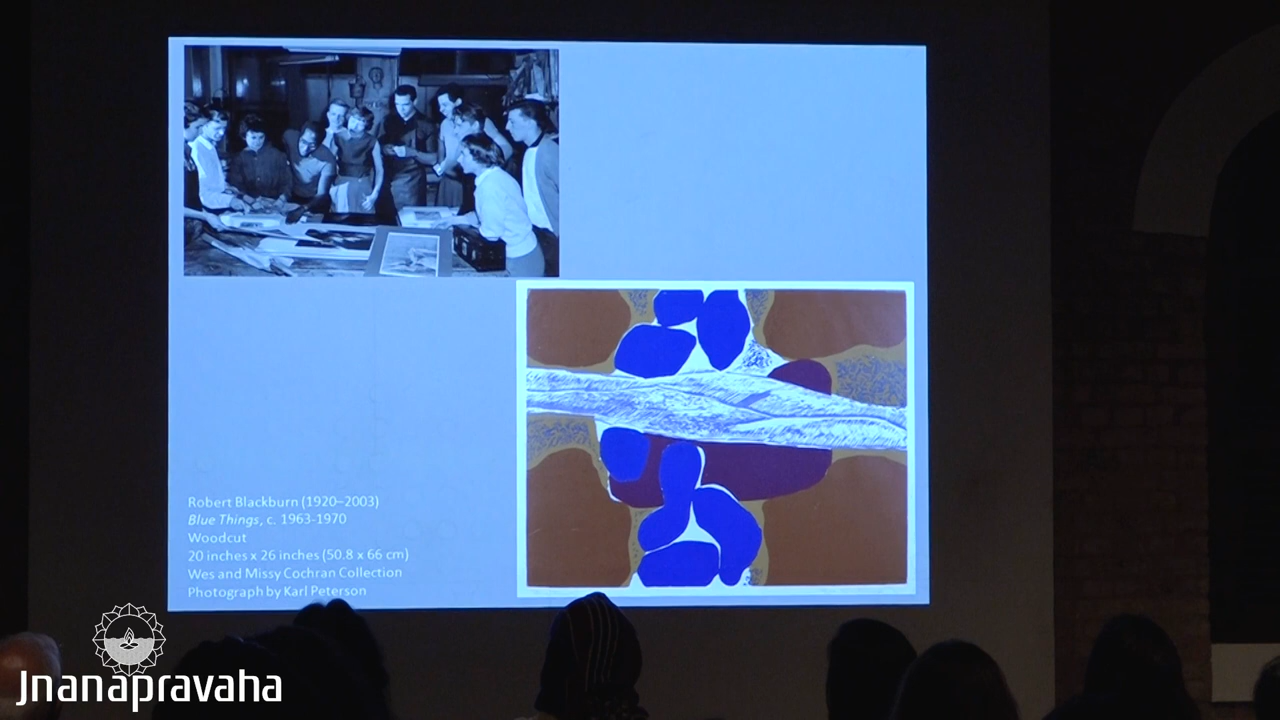 Robert Blackburn (1920–2003)
Blue Things, c. 1963-1970
Woodcut
20 inches x 26 inches (50.8 x 66 cm)
Wes and Missy Cochran Collection
Photograph by Karl Peterson
Jnanapravaha